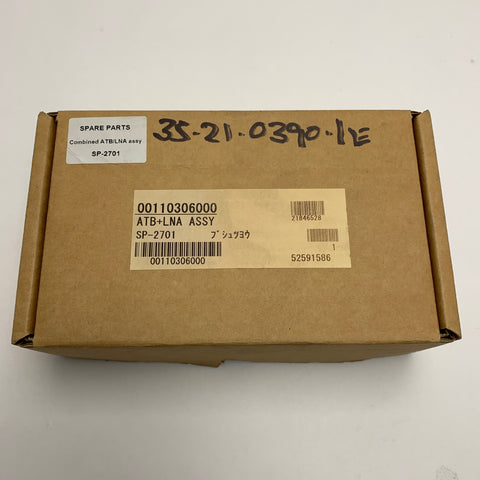 SPARE PARTS
Combined ATB/LNA assy
SP-2701
35-21-0390-1E
00110306000
ATB+LNA ASSY
SP-2701 ブシュツヨウ
00110306000
21846528
1
52591586